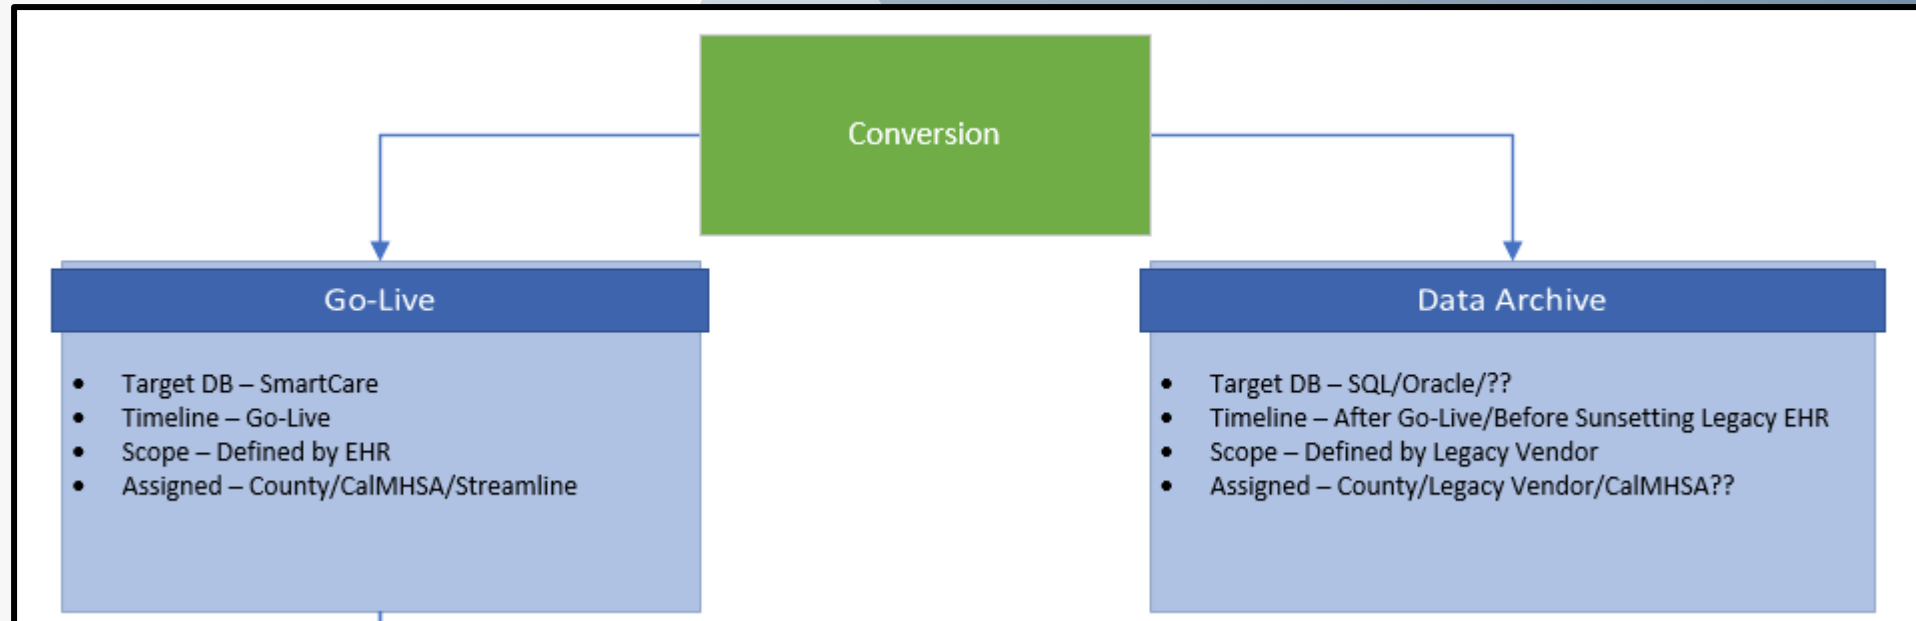 Conversion
Go-Live
• Target DB – SmartCare
• Timeline – Go-Live
• Scope – Defined by EHR
• Assigned – County/CalMHSA/Streamline
Data Archive
• Target DB – SQL/Oracle/??
• Timeline – After Go-Live/Before Sunsetting Legacy EHR
• Scope – Defined by Legacy Vendor
• Assigned – County/Legacy Vendor/CalMHSA??